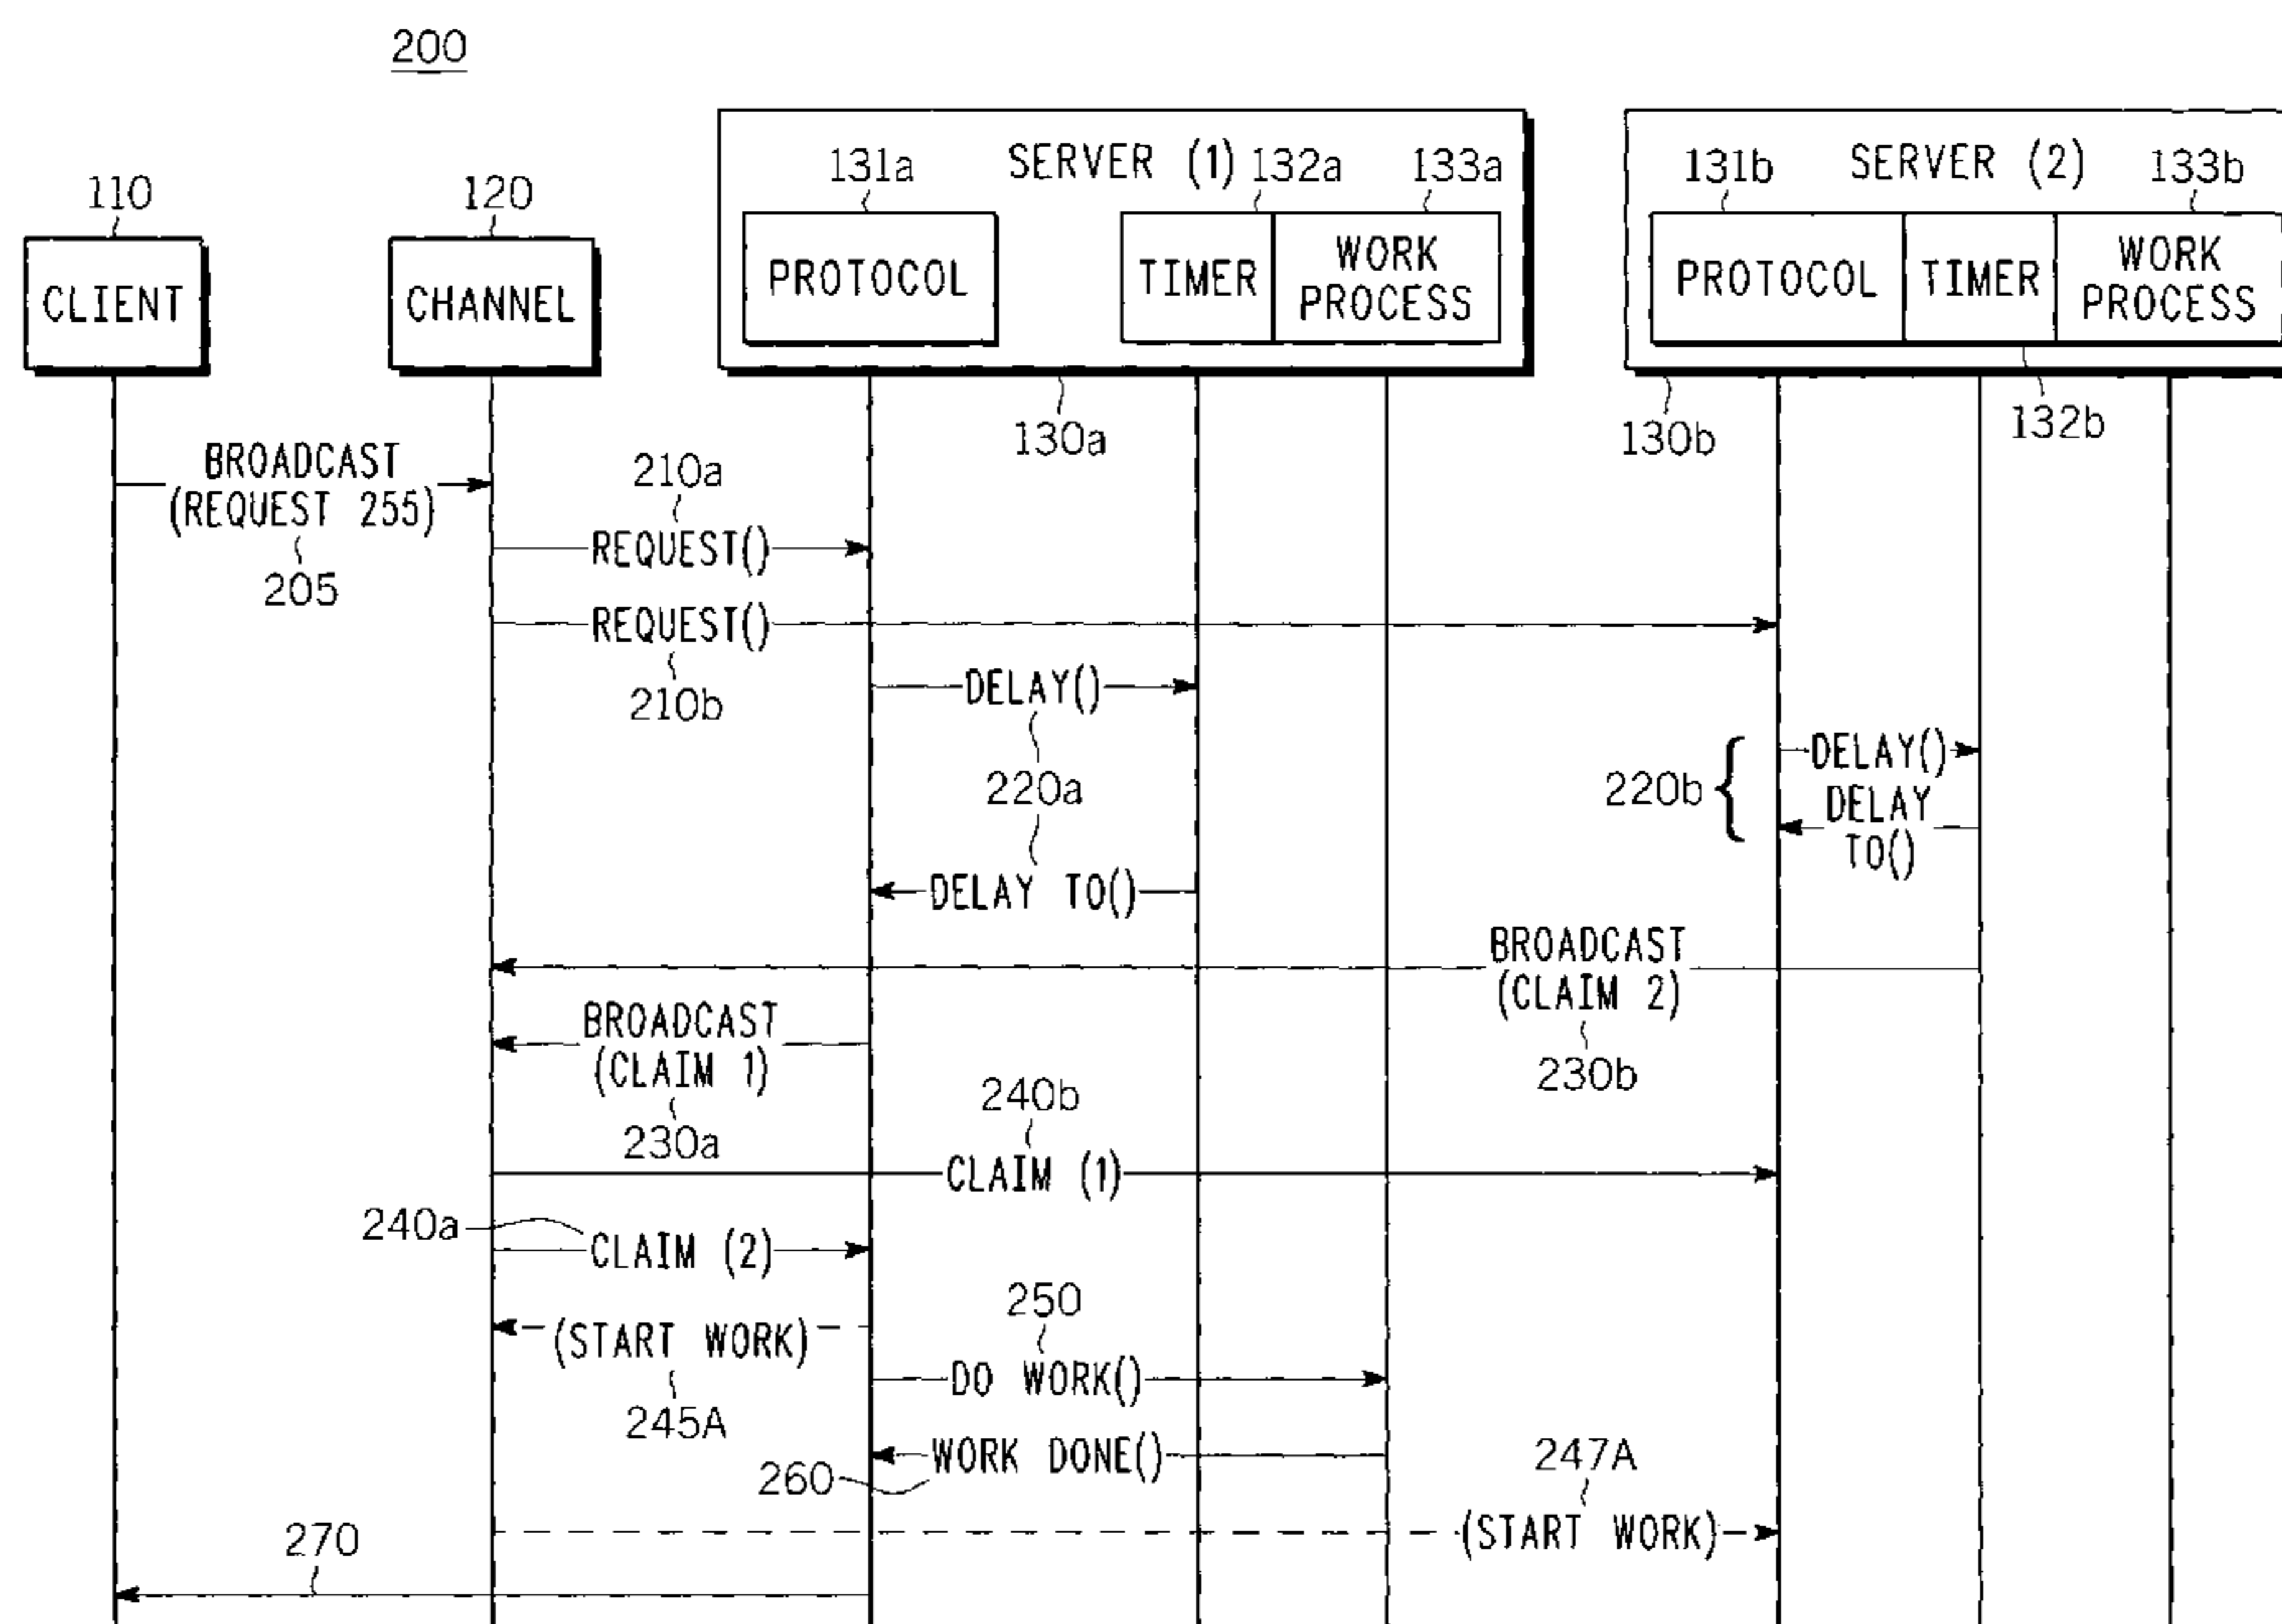 200
110
120
131a
SERVER (1)
132a
133a
131b
SERVER (2)
133b
CLIENT
CHANNEL
PROTOCOL
TIMER
WORK
PROCESS
PROTOCOL
TIMER
WORK
PROCESS
130a
130b
132b
BROADCAST
(REQUEST 255)
205
210a
REQUEST()
REQUEST()
210b
DELAY()
220a
DELAY TO()
220b
DELAY()
DELAY
TO()
BROADCAST
(CLAIM 2)
230b
BROADCAST
(CLAIM 1)
230a
240b
CLAIM (1)
240a
CLAIM (2)
(START WORK)
245A
250
DO WORK()
WORK DONE()
260
247A
(START WORK)
270